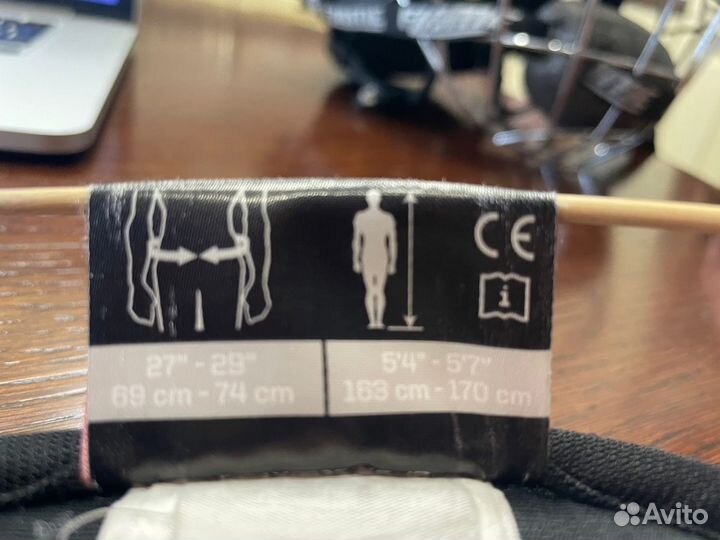 CE
i
27" - 29"
69 cm - 74 cm
5'4" - 5'7"
163 cm - 170 cm
Avito